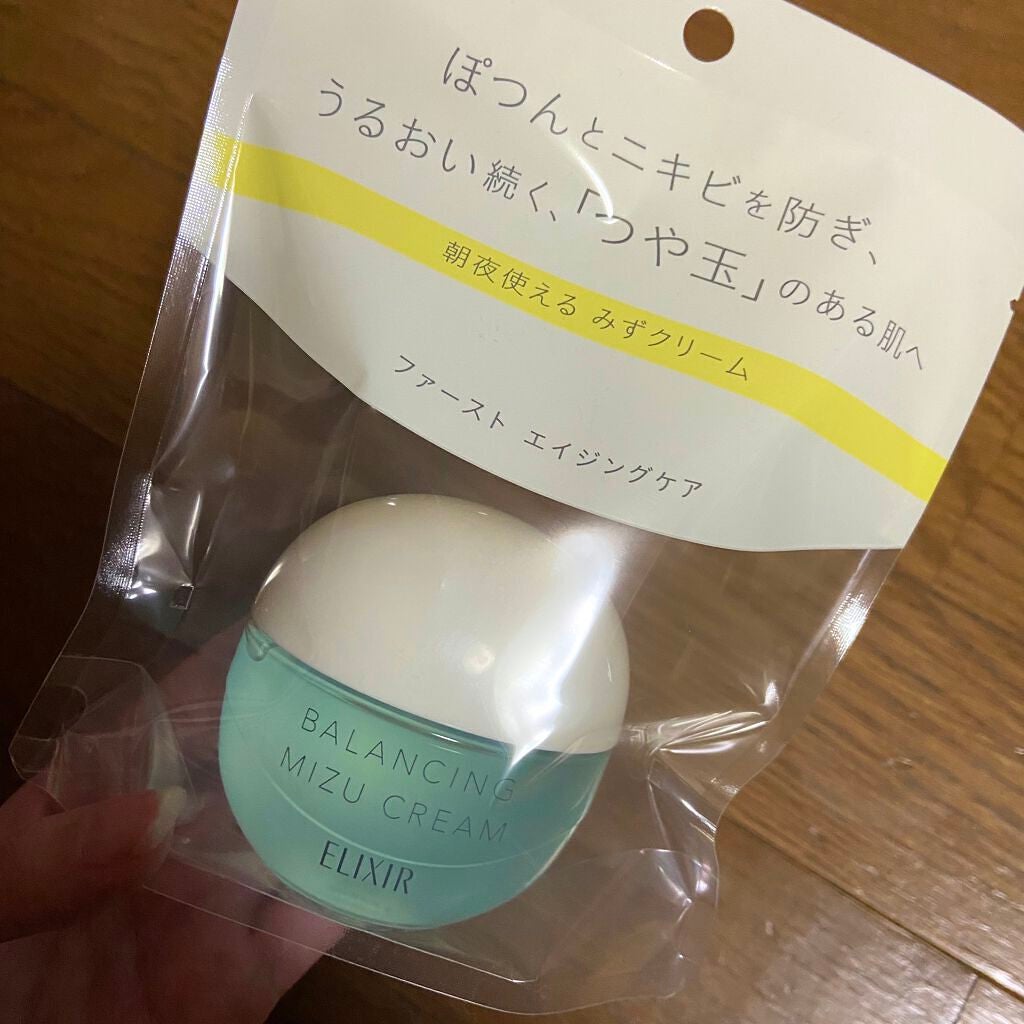 ぽつんとニキビを防ぎ、
うるおい続く、「つや玉」のある肌へ
朝夜使える みずクリーム
ファースト エイジングケア
BALANCING
MIZU CREAM
ELIXIR